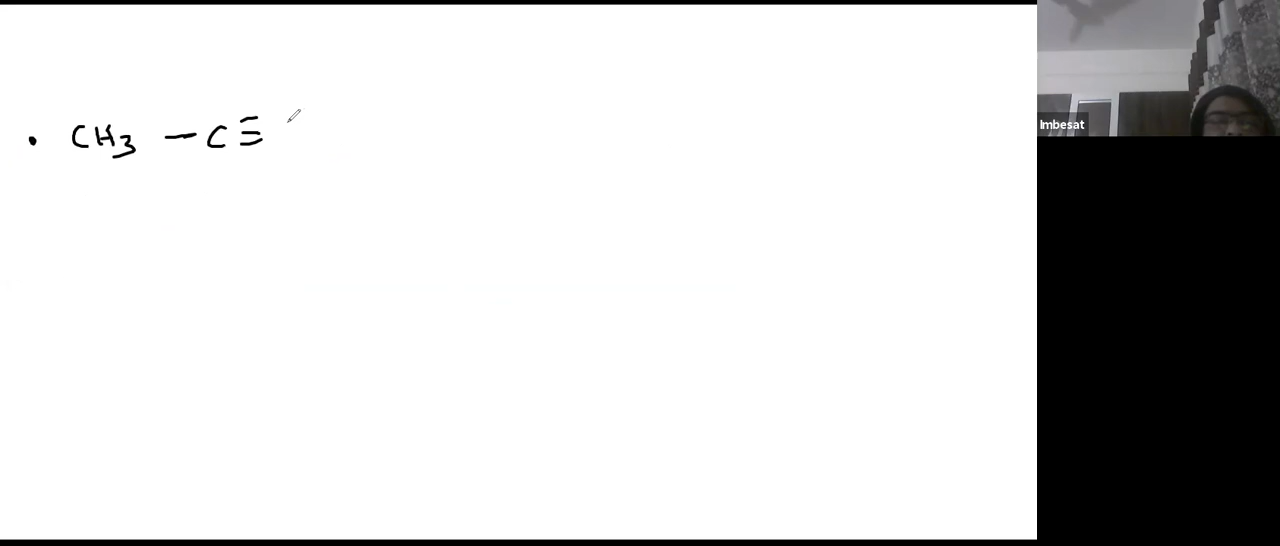 • CH3 – C ≡
Imbesat